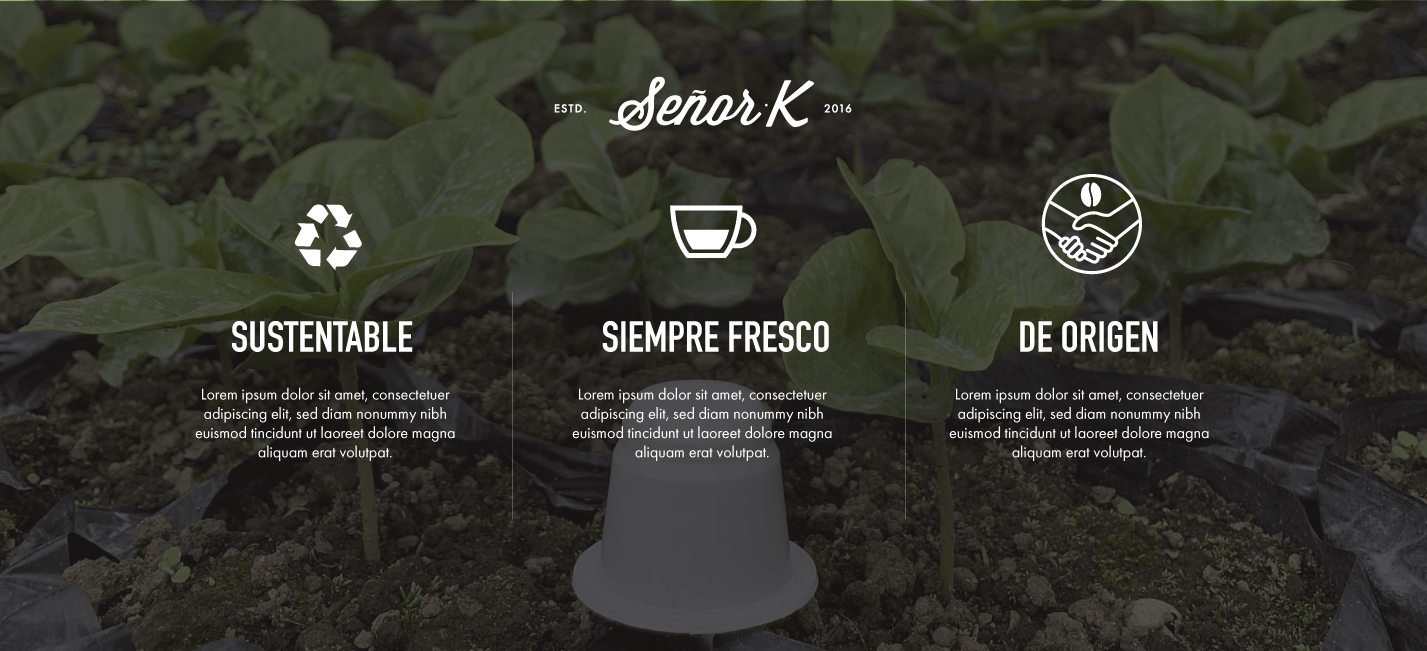 ESTD. Señor K 2016
SUSTENTABLE
Lorem ipsum dolor sit amet, consectetuer
adipiscing elit, sed diam nonummy nibh
euismod tincidunt ut laoreet dolore magna
aliquam erat volutpat.
SIEMPRE FRESCO
Lorem ipsum dolor sit amet, consectetuer
adipiscing elit, sed diam nonummy nibh
euismod tincidunt ut laoreet dolore magna
aliquam erat volutpat.
DE ORIGEN
Lorem ipsum dolor sit amet, consectetuer
adipiscing elit, sed diam nonummy nibh
euismod tincidunt ut laoreet dolore magna
aliquam erat volutpat.